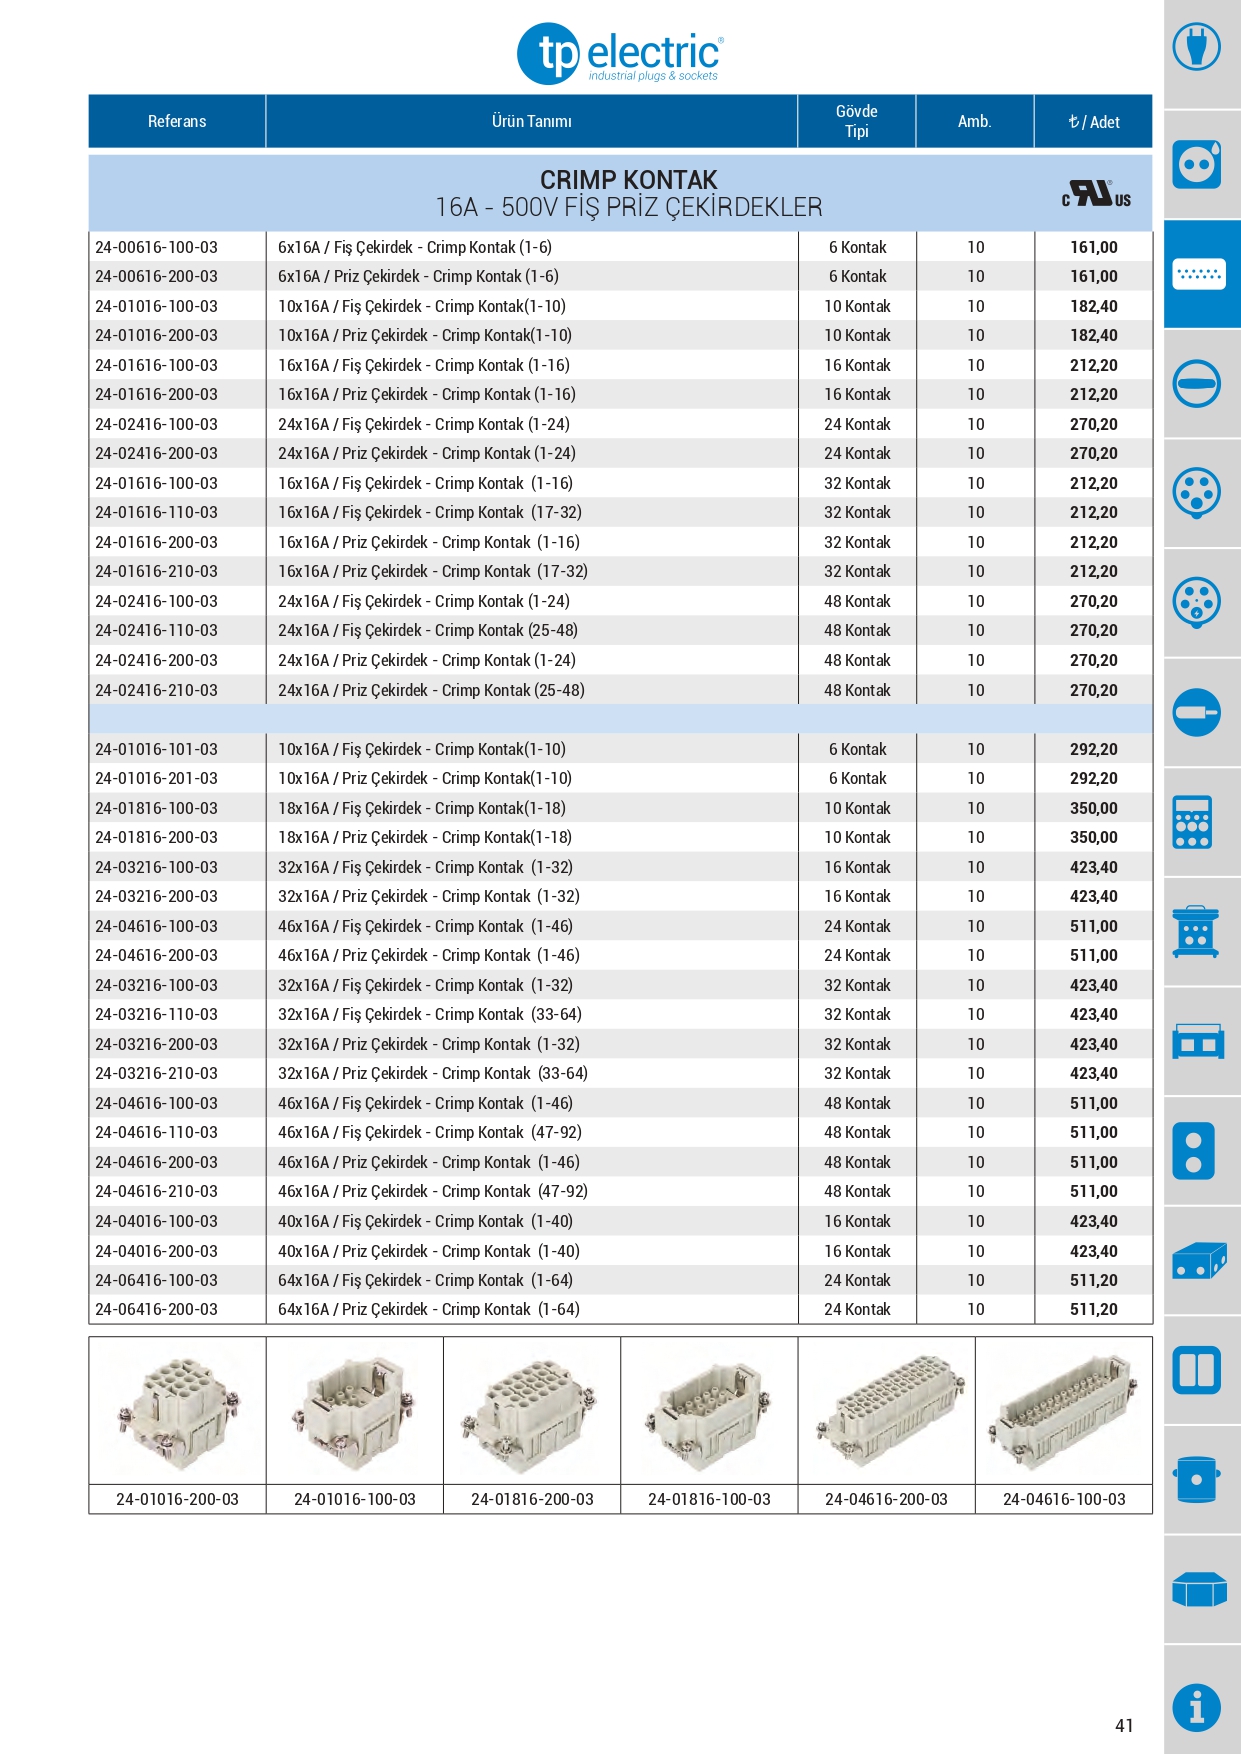 tp electric®
industrial plugs & sockets
Referans Ürün Tanımı Gövde Tipi Amb. ₺ / Adet
CRIMP KONTAK
16A - 500V FİŞ PRİZ ÇEKİRDEKLER
C RU® US
24-00616-100-03 6x16A / Fiş Çekirdek - Crimp Kontak (1-6) 6 Kontak 10 161,00
24-00616-200-03 6x16A / Priz Çekirdek - Crimp Kontak (1-6) 6 Kontak 10 161,00
24-01016-100-03 10x16A / Fiş Çekirdek - Crimp Kontak(1-10) 10 Kontak 10 182,40
24-01016-200-03 10x16A / Priz Çekirdek - Crimp Kontak(1-10) 10 Kontak 10 182,40
24-01616-100-03 16x16A / Fiş Çekirdek - Crimp Kontak (1-16) 16 Kontak 10 212,20
24-01616-200-03 16x16A / Priz Çekirdek - Crimp Kontak (1-16) 16 Kontak 10 212,20
24-02416-100-03 24x16A / Fiş Çekirdek - Crimp Kontak (1-24) 24 Kontak 10 270,20
24-02416-200-03 24x16A / Priz Çekirdek - Crimp Kontak (1-24) 24 Kontak 10 270,20
24-01616-100-03 16x16A / Fiş Çekirdek - Crimp Kontak (1-16) 32 Kontak 10 212,20
24-01616-110-03 16x16A / Fiş Çekirdek - Crimp Kontak (17-32) 32 Kontak 10 212,20
24-01616-200-03 16x16A / Priz Çekirdek - Crimp Kontak (1-16) 32 Kontak 10 212,20
24-01616-210-03 16x16A / Priz Çekirdek - Crimp Kontak (17-32) 32 Kontak 10 212,20
24-02416-100-03 24x16A / Fiş Çekirdek - Crimp Kontak (1-24) 48 Kontak 10 270,20
24-02416-110-03 24x16A / Fiş Çekirdek - Crimp Kontak (25-48) 48 Kontak 10 270,20
24-02416-200-03 24x16A / Priz Çekirdek - Crimp Kontak (1-24) 48 Kontak 10 270,20
24-02416-210-03 24x16A / Priz Çekirdek - Crimp Kontak (25-48) 48 Kontak 10 270,20
24-01016-101-03 10x16A / Fiş Çekirdek - Crimp Kontak(1-10) 6 Kontak 10 292,20
24-01016-201-03 10x16A / Priz Çekirdek - Crimp Kontak(1-10) 6 Kontak 10 292,20
24-01816-100-03 18x16A / Fiş Çekirdek - Crimp Kontak(1-18) 10 Kontak 10 350,00
24-01816-200-03 18x16A / Priz Çekirdek - Crimp Kontak(1-18) 10 Kontak 10 350,00
24-03216-100-03 32x16A / Fiş Çekirdek - Crimp Kontak (1-32) 16 Kontak 10 423,40
24-03216-200-03 32x16A / Priz Çekirdek - Crimp Kontak (1-32) 16 Kontak 10 423,40
24-04616-100-03 46x16A / Fiş Çekirdek - Crimp Kontak (1-46) 24 Kontak 10 511,00
24-04616-200-03 46x16A / Priz Çekirdek - Crimp Kontak (1-46) 24 Kontak 10 511,00
24-03216-100-03 32x16A / Fiş Çekirdek - Crimp Kontak (1-32) 32 Kontak 10 423,40
24-03216-110-03 32x16A / Fiş Çekirdek - Crimp Kontak (33-64) 32 Kontak 10 423,40
24-03216-200-03 32x16A / Priz Çekirdek - Crimp Kontak (1-32) 32 Kontak 10 423,40
24-03216-210-03 32x16A / Priz Çekirdek - Crimp Kontak (33-64) 32 Kontak 10 423,40
24-04616-100-03 46x16A / Fiş Çekirdek - Crimp Kontak (1-46) 48 Kontak 10 511,00
24-04616-110-03 46x16A / Fiş Çekirdek - Crimp Kontak (47-92) 48 Kontak 10 511,00
24-04616-200-03 46x16A / Priz Çekirdek - Crimp Kontak (1-46) 48 Kontak 10 511,00
24-04616-210-03 46x16A / Priz Çekirdek - Crimp Kontak (47-92) 48 Kontak 10 511,00
24-04016-100-03 40x16A / Fiş Çekirdek - Crimp Kontak (1-40) 16 Kontak 10 423,40
24-04016-200-03 40x16A / Priz Çekirdek - Crimp Kontak (1-40) 16 Kontak 10 423,40
24-06416-100-03 64x16A / Fiş Çekirdek - Crimp Kontak (1-64) 24 Kontak 10 511,20
24-06416-200-03 64x16A / Priz Çekirdek - Crimp Kontak (1-64) 24 Kontak 10 511,20
24-01016-200-03 24-01016-100-03 24-01816-200-03 24-01816-100-03 24-04616-200-03 24-04616-100-03
41